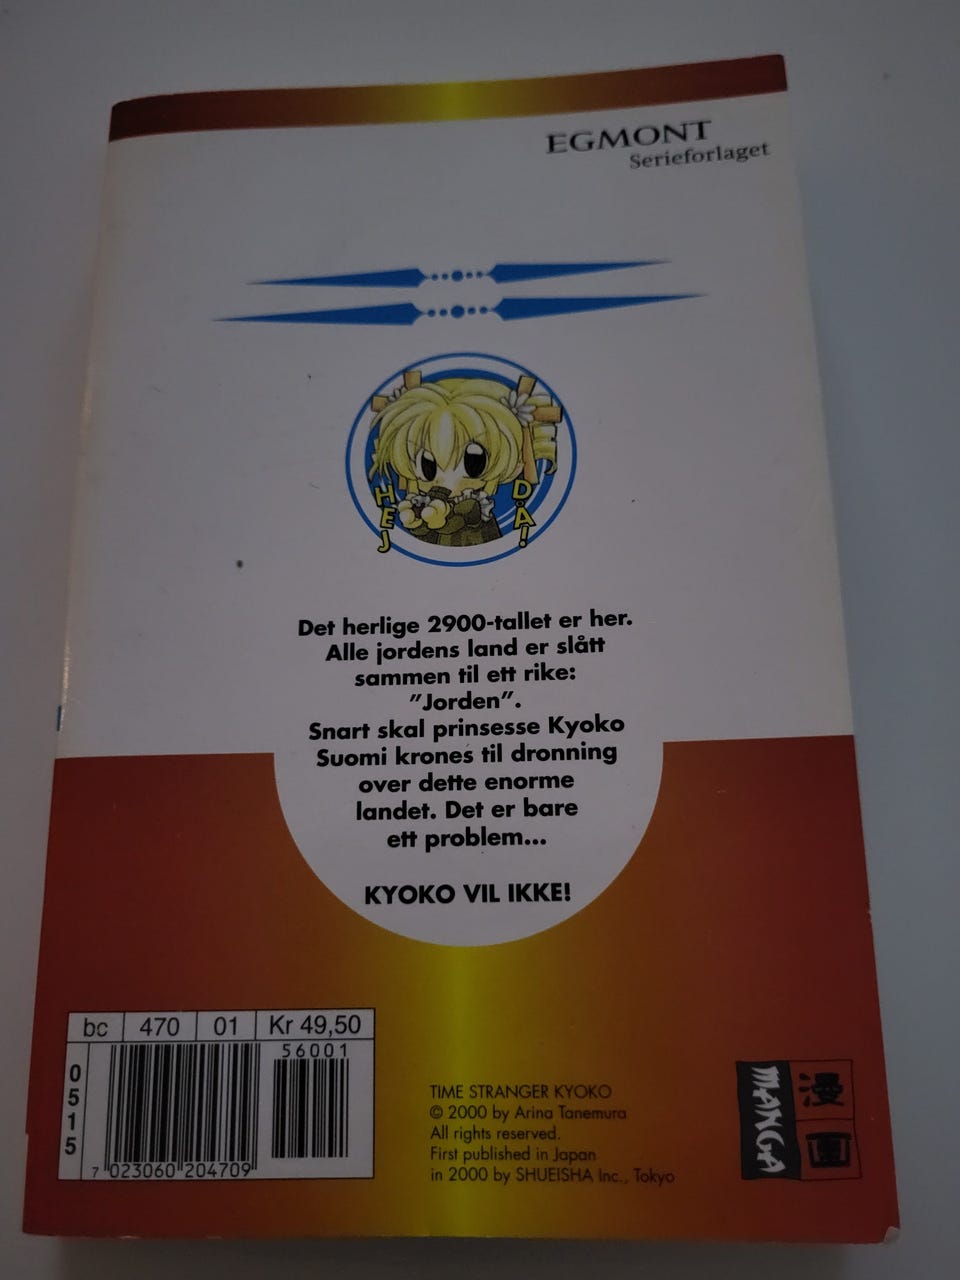 EGMONT
Serieforlaget
HEJ
DÅ!
Det herlige 2900-tallet er her.
Alle jordens land er slått
sammen til ett rike:
"Jorden".
Snart skal prinsesse Kyoko
Suomi krones til dronning
over dette enorme
landet. Det er bare
ett problem...
KYOKO VIL IKKE!
bc 470 01 Kr 49,50
56001
0515
7 023060 204709
TIME STRANGER KYOKO
© 2000 by Arina Tanemura
All rights reserved.
First published in Japan
in 2000 by SHUEISHA Inc., Tokyo
MANGA
漫画